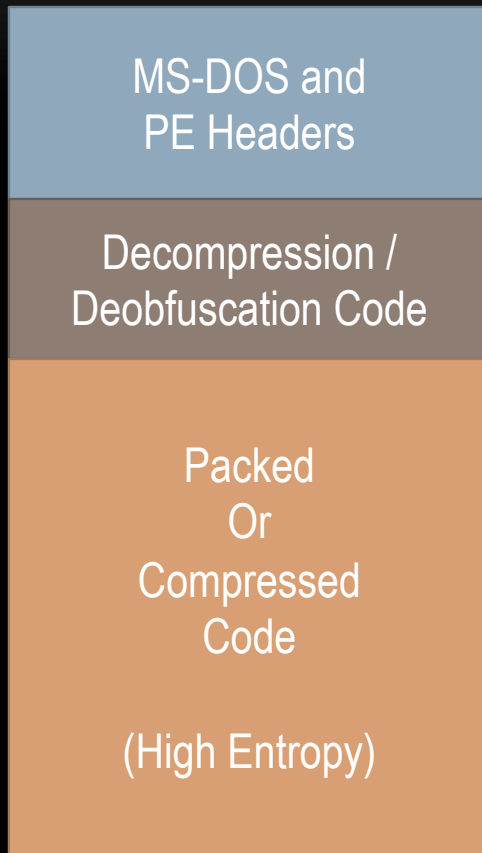 MS-DOS and
PE Headers
Decompression /
Deobfuscation Code
Packed
Or
Compressed
Code
(High Entropy)